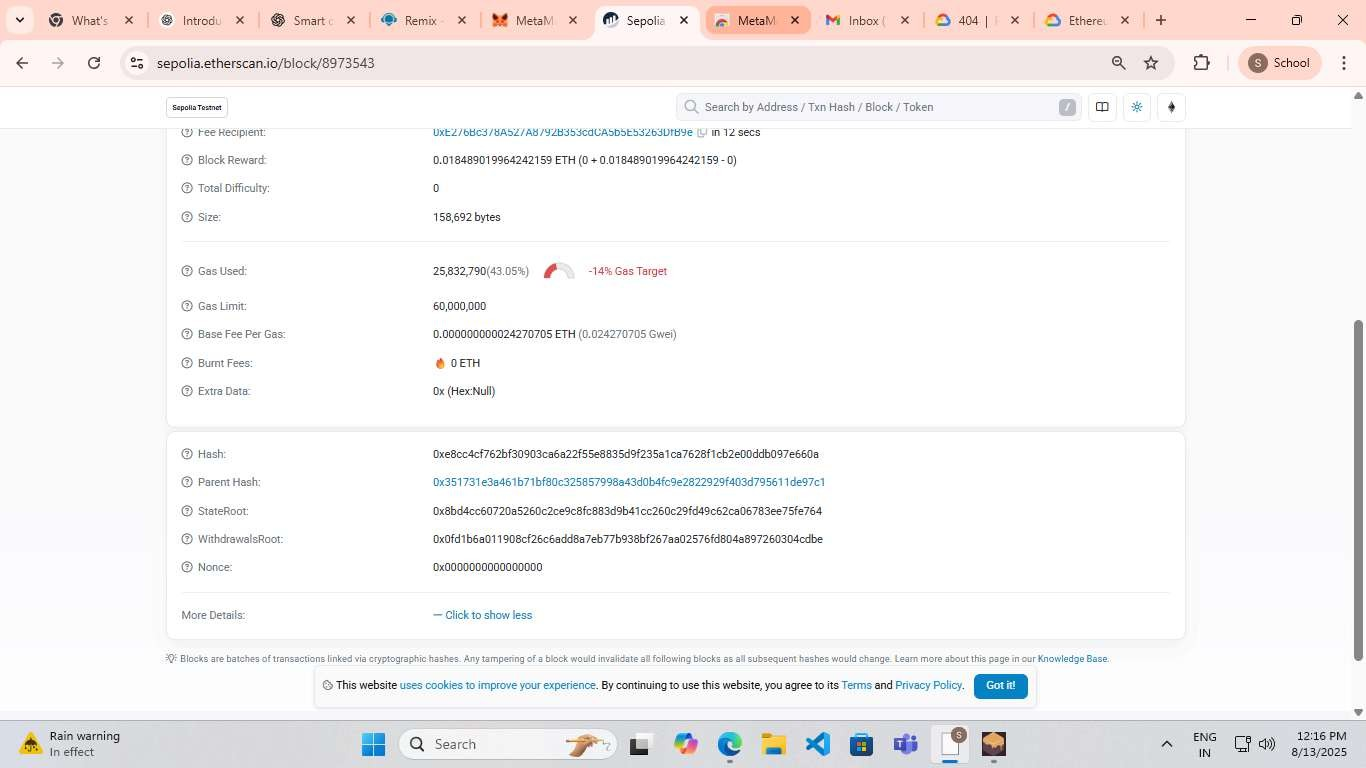 What's
Introdu
Smart c
Remix -
MetaM
Sepolia
MetaM
Inbox (
404 |
Ethereu
sepolia.etherscan.io/block/8973543
S School
Sepolia Testnet
Search by Address / Txn Hash / Block / Token /
Fee Recipient: 0xE276Bc378A527A8792B353cdCA5b5E53263DfB9e in 12 secs
Block Reward: 0.018489019964242159 ETH (0 + 0.018489019964242159 - 0)
Total Difficulty: 0
Size: 158,692 bytes
Gas Used: 25,832,790(43.05%) -14% Gas Target
Gas Limit: 60,000,000
Base Fee Per Gas: 0.000000000024270705 ETH (0.024270705 Gwei)
Burnt Fees: 0 ETH
Extra Data: 0x (Hex:Null)
Hash: 0xe8cc4cf762bf30903ca6a22f55e8835d9f235a1ca7628f1cb2e00ddb097e660a
Parent Hash: 0x351731e3a461b71bf80c325857998a43d0b4fc9e2822929f403d795611de97c1
StateRoot: 0x8bd4cc60720a5260c2ce9c8fc883d9b41cc260c29fd49c62ca06783ee75fe764
WithdrawalsRoot: 0x0fd1b6a011908cf26c6add8a7eb77b938bf267aa02576fd804a897260304cdbe
Nonce: 0x0000000000000000
More Details: — Click to show less
Blocks are batches of transactions linked via cryptographic hashes. Any tampering of a block would invalidate all following blocks as all subsequent hashes would change. Learn more about this page in our Knowledge Base.
This website uses cookies to improve your experience. By continuing to use this website, you agree to its Terms and Privacy Policy. Got it!
Rain warning
In effect
Search
S
ENG
IN
12:16 PM
8/13/2025